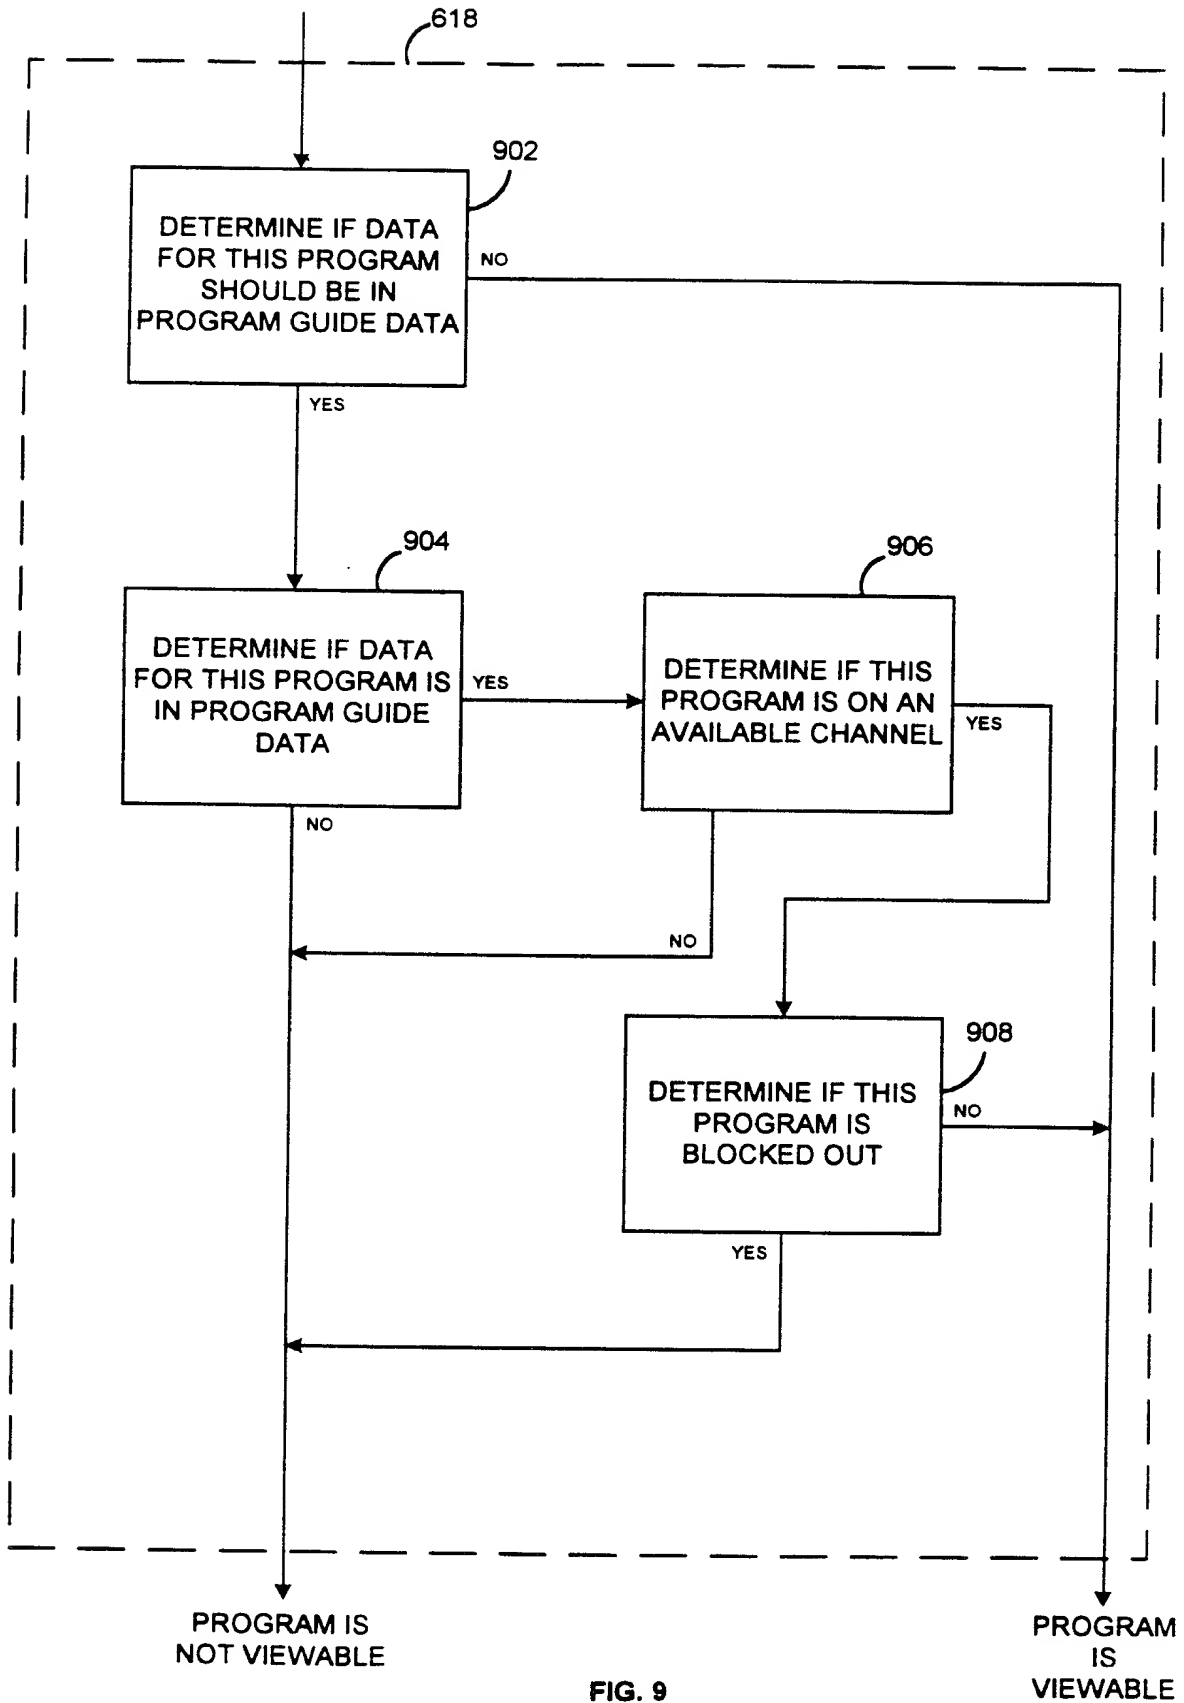 618
902
DETERMINE IF DATA
FOR THIS PROGRAM
SHOULD BE IN
PROGRAM GUIDE DATA
NO
YES
904
DETERMINE IF DATA
FOR THIS PROGRAM IS
IN PROGRAM GUIDE
DATA
YES
NO
906
DETERMINE IF THIS
PROGRAM IS ON AN
AVAILABLE CHANNEL
YES
NO
908
DETERMINE IF THIS
PROGRAM IS
BLOCKED OUT
NO
YES
PROGRAM IS
NOT VIEWABLE
PROGRAM
IS
VIEWABLE
FIG. 9